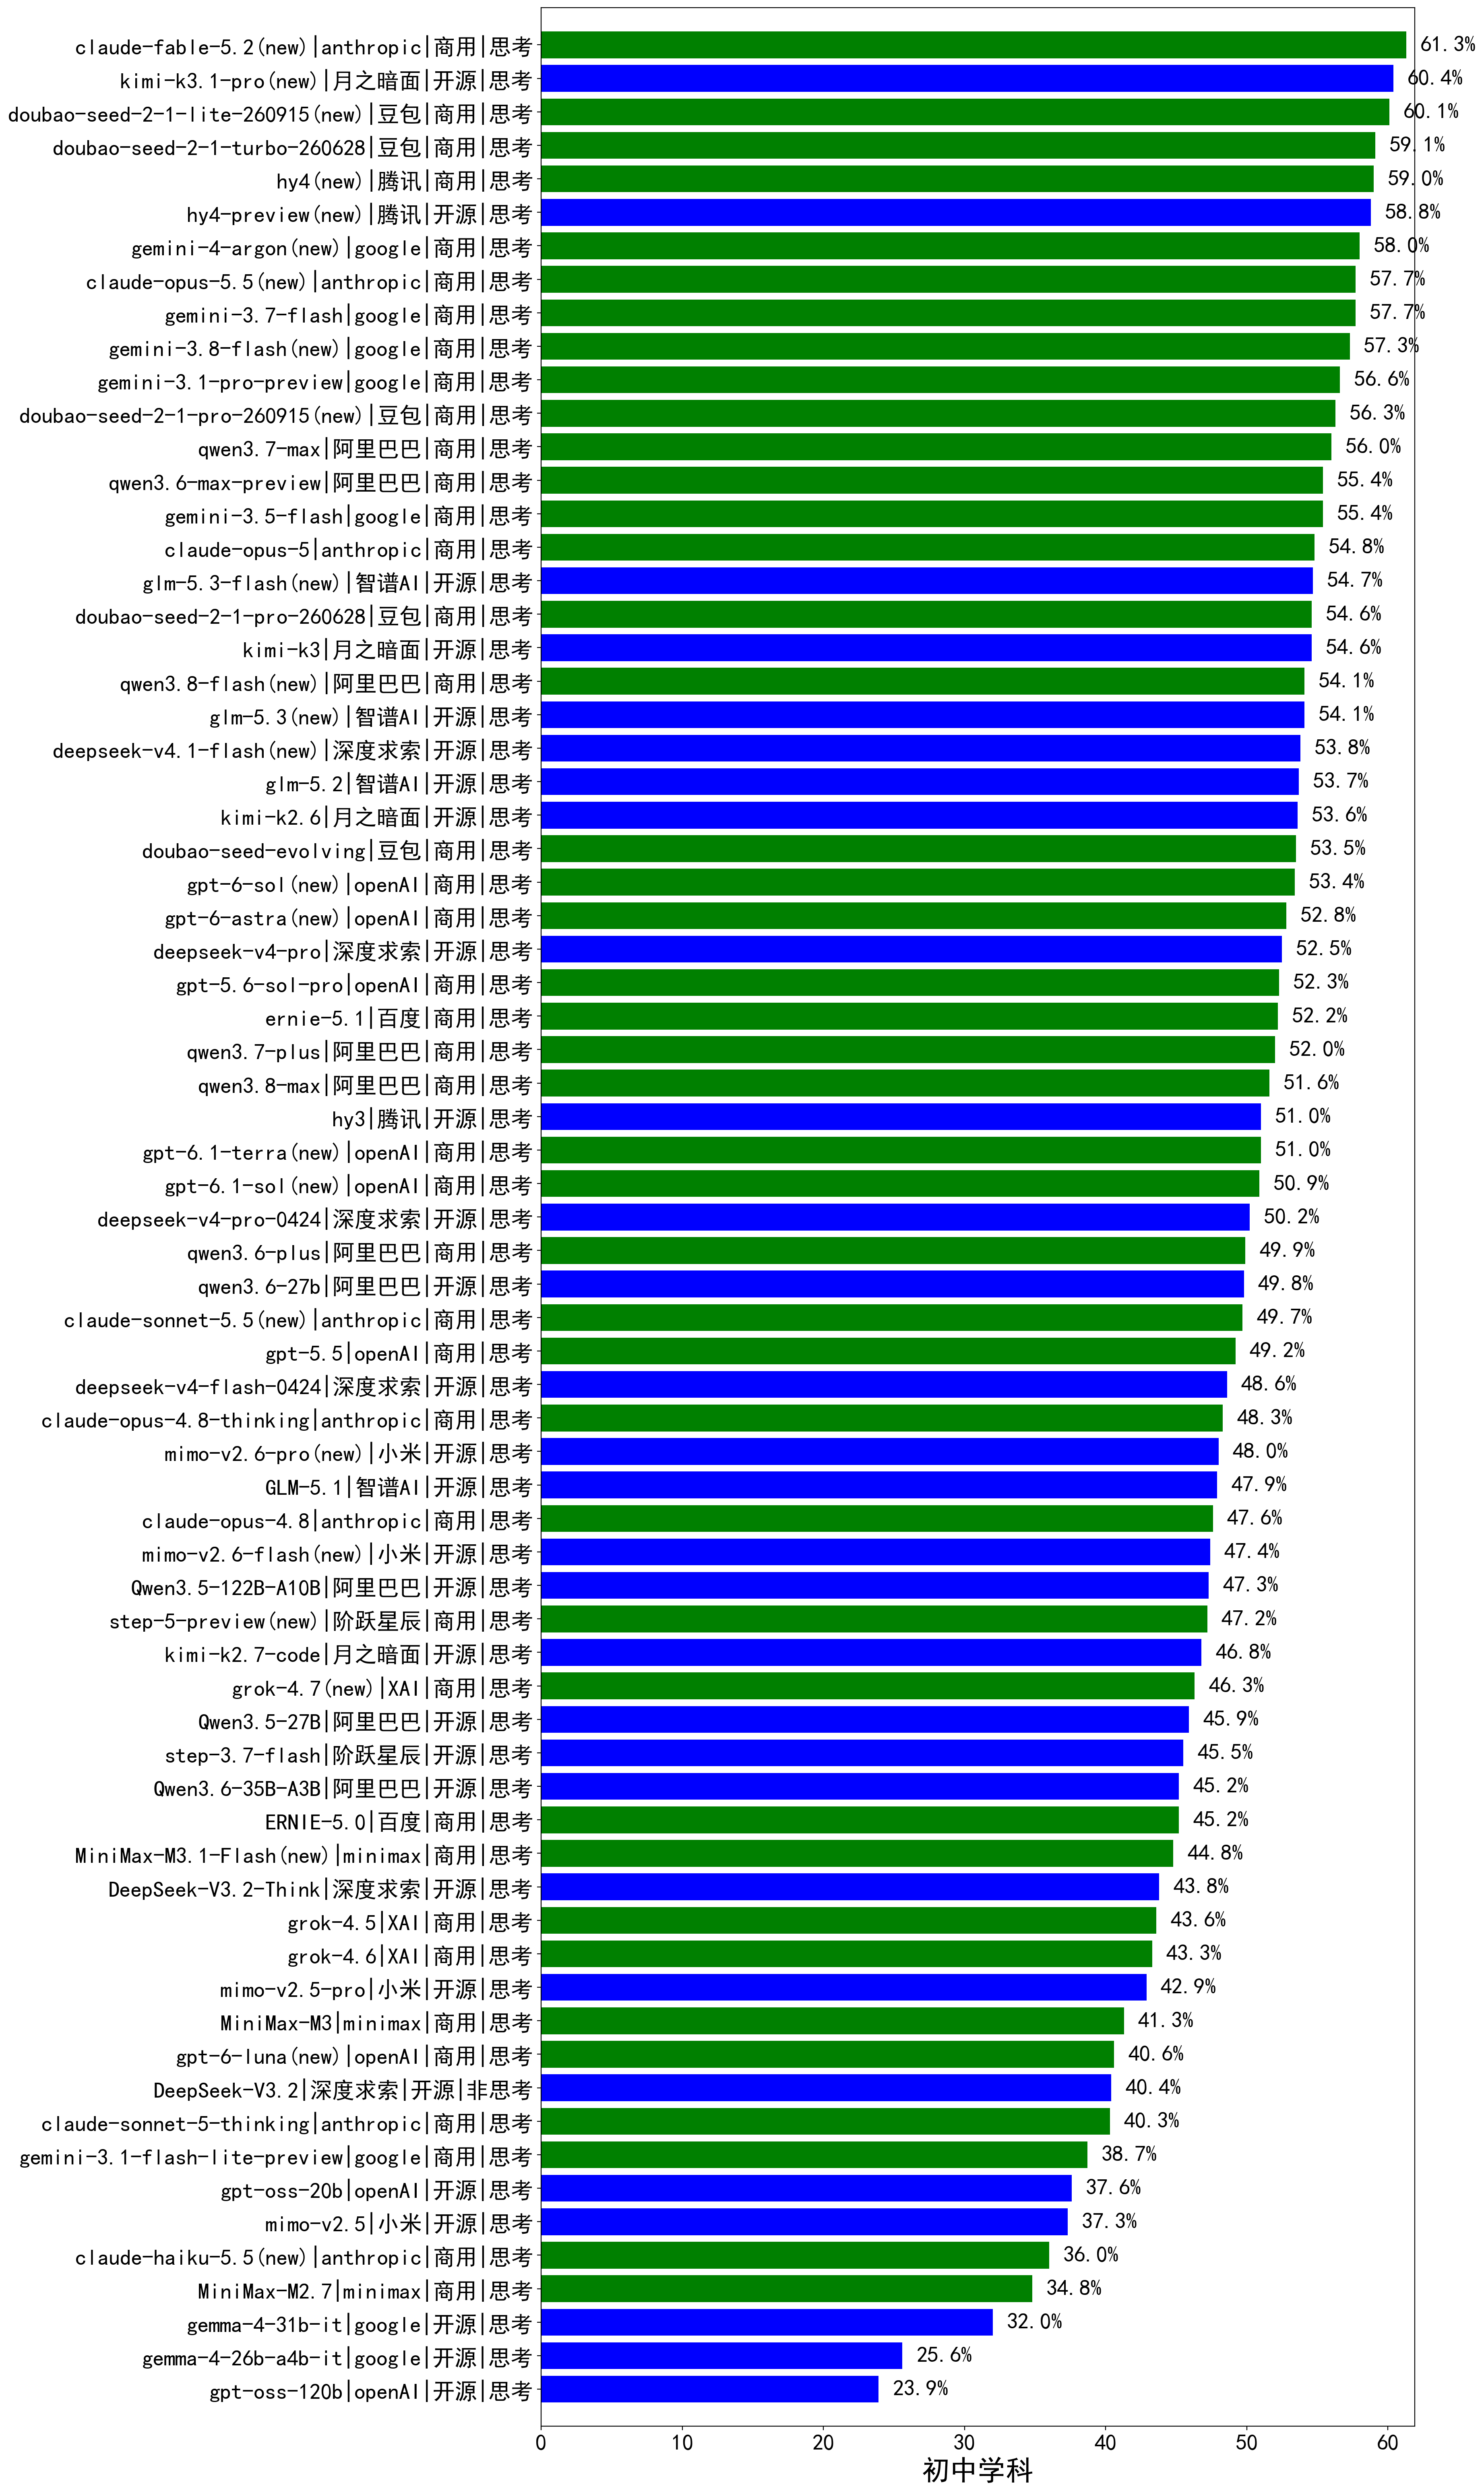 claude-fable-5.2(new)|anthropic|商用|思考 61.3%
kimi-k3.1-pro(new)|月之暗面|开源|思考 60.4%
doubao-seed-2-1-lite-260915(new)|豆包|商用|思考 60.1%
doubao-seed-2-1-turbo-260628|豆包|商用|思考 59.1%
hy4(new)|腾讯|商用|思考 59.0%
hy4-preview(new)|腾讯|开源|思考 58.8%
gemini-4-argon(new)|google|商用|思考 58.0%
claude-opus-5.5(new)|anthropic|商用|思考 57.7%
gemini-3.7-flash|google|商用|思考 57.7%
gemini-3.8-flash(new)|google|商用|思考 57.3%
gemini-3.1-pro-preview|google|商用|思考 56.6%
doubao-seed-2-1-pro-260915(new)|豆包|商用|思考 56.3%
qwen3.7-max|阿里巴巴|商用|思考 56.0%
qwen3.6-max-preview|阿里巴巴|商用|思考 55.4%
gemini-3.5-flash|google|商用|思考 55.4%
claude-opus-5|anthropic|商用|思考 54.8%
glm-5.3-flash(new)|智谱AI|开源|思考 54.7%
doubao-seed-2-1-pro-260628|豆包|商用|思考 54.6%
kimi-k3|月之暗面|开源|思考 54.6%
qwen3.8-flash(new)|阿里巴巴|商用|思考 54.1%
glm-5.3(new)|智谱AI|开源|思考 54.1%
deepseek-v4.1-flash(new)|深度求索|开源|思考 53.8%
glm-5.2|智谱AI|开源|思考 53.7%
kimi-k2.6|月之暗面|开源|思考 53.6%
doubao-seed-evolving|豆包|商用|思考 53.5%
gpt-6-sol(new)|openAI|商用|思考 53.4%
gpt-6-astra(new)|openAI|商用|思考 52.8%
deepseek-v4-pro|深度求索|开源|思考 52.5%
gpt-5.6-sol-pro|openAI|商用|思考 52.3%
ernie-5.1|百度|商用|思考 52.2%
qwen3.7-plus|阿里巴巴|商用|思考 52.0%
qwen3.8-max|阿里巴巴|商用|思考 51.6%
hy3|腾讯|开源|思考 51.0%
gpt-6.1-terra(new)|openAI|商用|思考 51.0%
gpt-6.1-sol(new)|openAI|商用|思考 50.9%
deepseek-v4-pro-0424|深度求索|开源|思考 50.2%
qwen3.6-plus|阿里巴巴|商用|思考 49.9%
qwen3.6-27b|阿里巴巴|开源|思考 49.8%
claude-sonnet-5.5(new)|anthropic|商用|思考 49.7%
gpt-5.5|openAI|商用|思考 49.2%
deepseek-v4-flash-0424|深度求索|开源|思考 48.6%
claude-opus-4.8-thinking|anthropic|商用|思考 48.3%
mimo-v2.6-pro(new)|小米|开源|思考 48.0%
GLM-5.1|智谱AI|开源|思考 47.9%
claude-opus-4.8|anthropic|商用|思考 47.6%
mimo-v2.6-flash(new)|小米|开源|思考 47.4%
Qwen3.5-122B-A10B|阿里巴巴|开源|思考 47.3%
step-5-preview(new)|阶跃星辰|商用|思考 47.2%
kimi-k2.7-code|月之暗面|开源|思考 46.8%
grok-4.7(new)|XAI|商用|思考 46.3%
Qwen3.5-27B|阿里巴巴|开源|思考 45.9%
step-3.7-flash|阶跃星辰|开源|思考 45.5%
Qwen3.6-35B-A3B|阿里巴巴|开源|思考 45.2%
ERNIE-5.0|百度|商用|思考 45.2%
MiniMax-M3.1-Flash(new)|minimax|商用|思考 44.8%
DeepSeek-V3.2-Think|深度求索|开源|思考 43.8%
grok-4.5|XAI|商用|思考 43.6%
grok-4.6|XAI|商用|思考 43.3%
mimo-v2.5-pro|小米|开源|思考 42.9%
MiniMax-M3|minimax|商用|思考 41.3%
gpt-6-luna(new)|openAI|商用|思考 40.6%
DeepSeek-V3.2|深度求索|开源|非思考 40.4%
claude-sonnet-5-thinking|anthropic|商用|思考 40.3%
gemini-3.1-flash-lite-preview|google|商用|思考 38.7%
gpt-oss-20b|openAI|开源|思考 37.6%
mimo-v2.5|小米|开源|思考 37.3%
claude-haiku-5.5(new)|anthropic|商用|思考 36.0%
MiniMax-M2.7|minimax|商用|思考 34.8%
gemma-4-31b-it|google|开源|思考 32.0%
gemma-4-26b-a4b-it|google|开源|思考 25.6%
gpt-oss-120b|openAI|开源|思考 23.9%
0 10 20 30 40 50 60
初中学科